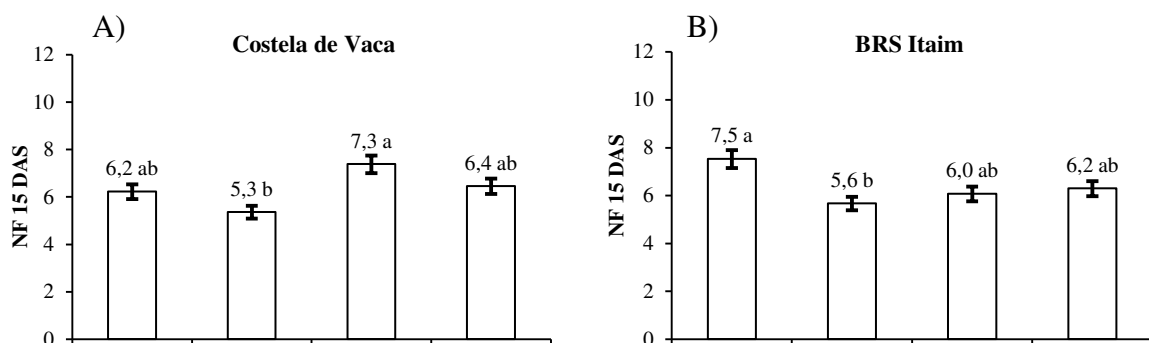 A)
Costela de Vaca
NF 15 DAS
12
10
8
6
4
2
0
6,2 ab
5,3 b
7,3 a
6,4 ab
B)
BRS Itaim
NF 15 DAS
12
10
8
6
4
2
0
7,5 a
5,6 b
6,0 ab
6,2 ab